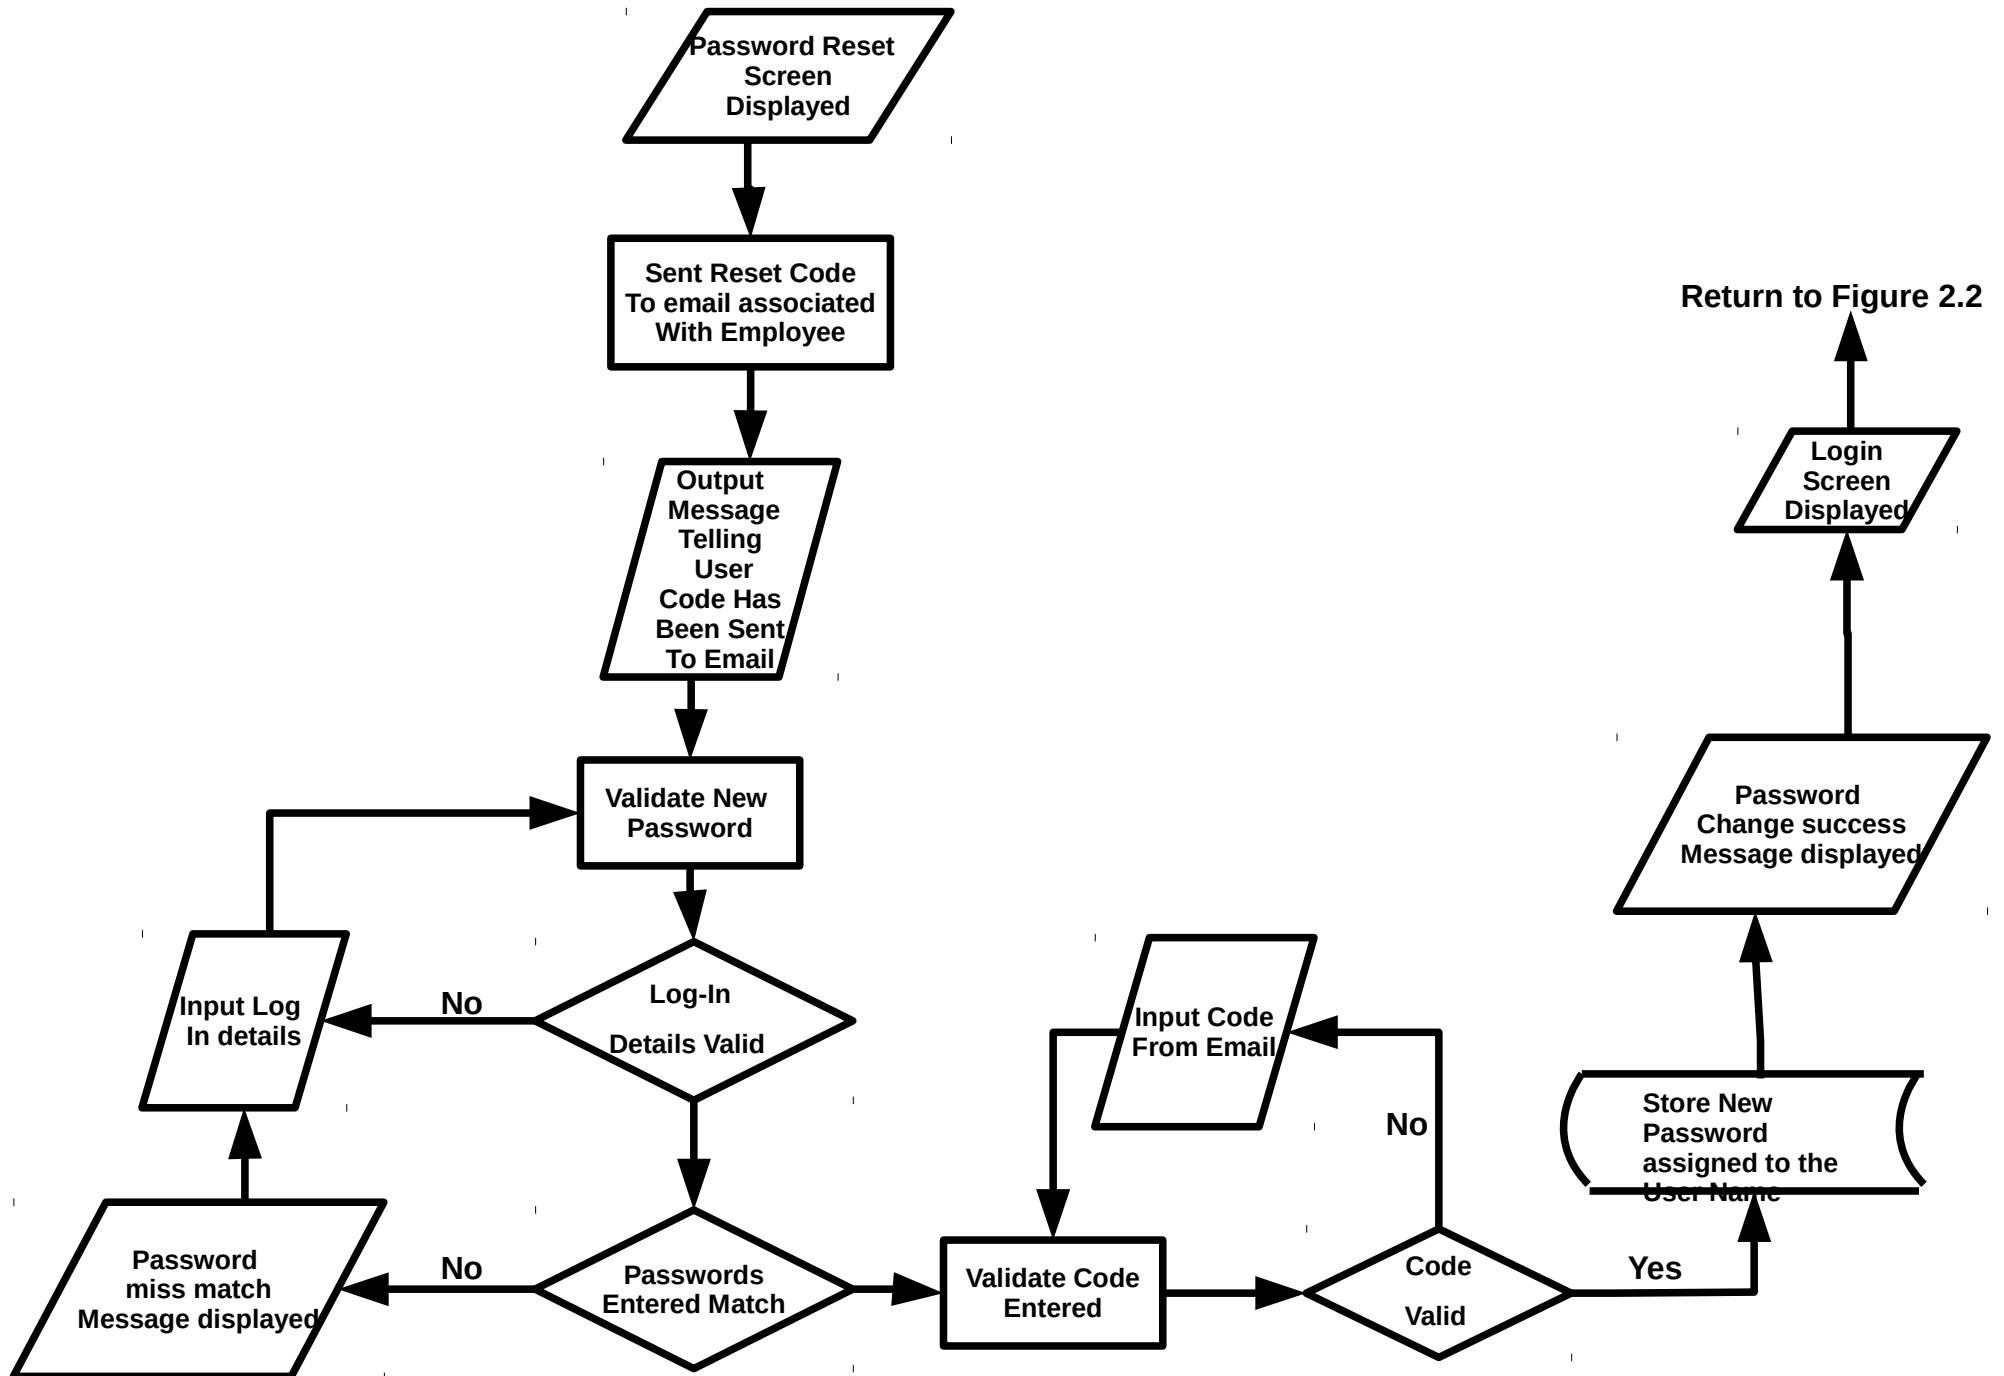 Password Reset
Screen
Displayed
Sent Reset Code
To email associated
With Employee
Return to Figure 2.2
Output
Message
Telling
User
Code Has
Been Sent
To Email
Login
Screen
Displayed
Validate New
Password
Password
Change success
Message displayed
Input Log
In details
No
Log-In
Details Valid
Input Code
From Email
No
Store New
Password
assigned to the
User Name
Password
miss match
Message displayed
No
Passwords
Entered Match
Validate Code
Entered
Code
Valid
Yes